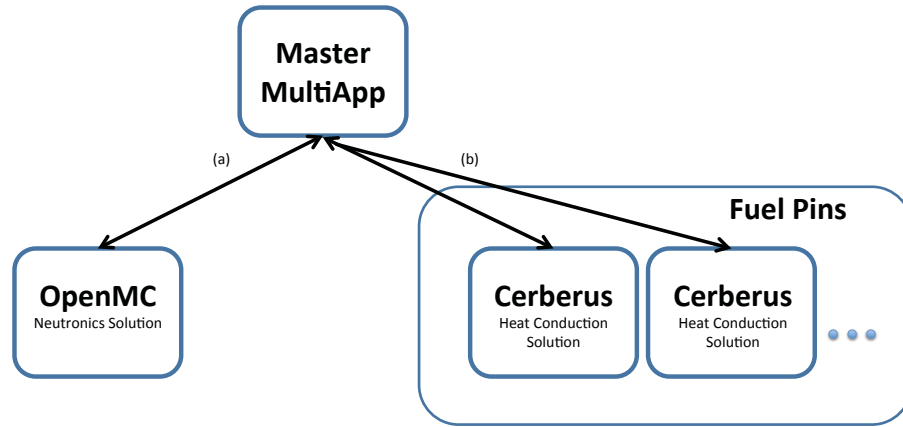 Master
MultiApp
(a)
(b)
Fuel Pins
OpenMC
Neutronics Solution
Cerberus
Heat Conduction
Solution
Cerberus
Heat Conduction
Solution